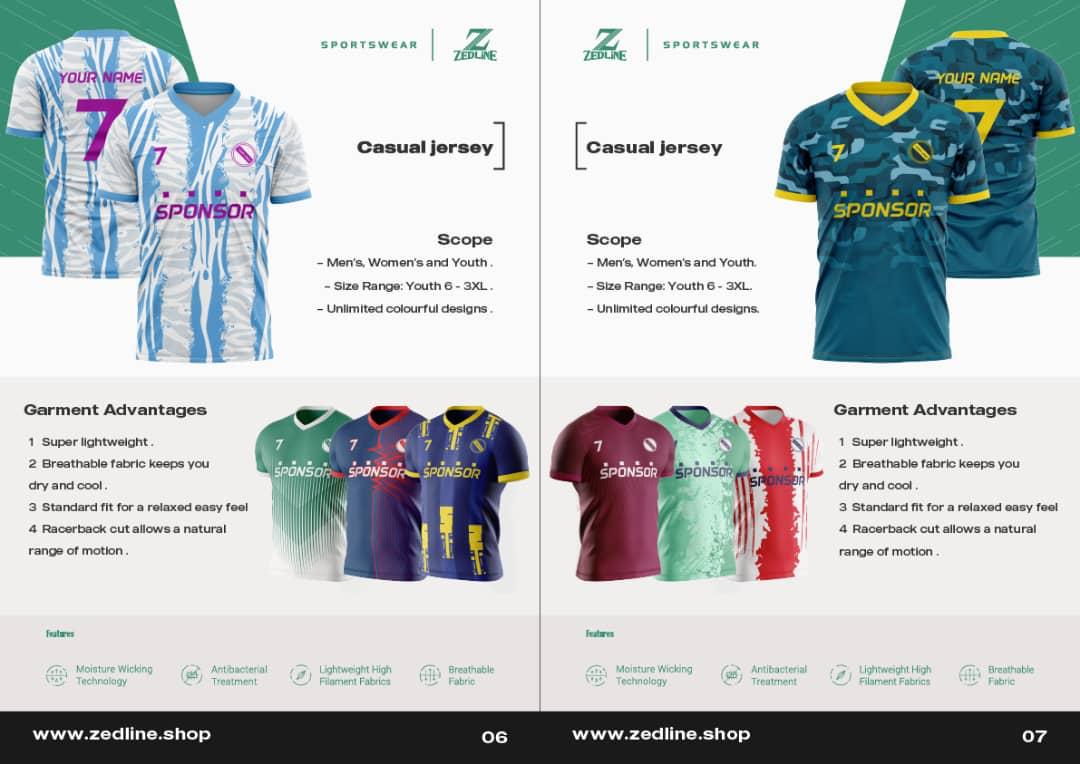 SPORTSWEAR
Z
ZEDLINE
YOUR NAME
7
7
SPONSOR
Casual jersey
Scope
- Men's, Women's and Youth .
- Size Range: Youth 6 - 3XL .
- Unlimited colourful designs .
Garment Advantages
1 Super lightweight .
2 Breathable fabric keeps you
dry and cool .
3 Standard fit for a relaxed easy feel
4 Racerback cut allows a natural
range of motion .
7
SPONSOR
SPONSOR
7
SPONSOR
Features
Moisture Wicking
Technology
Antibacterial
Treatment
Lightweight High
Filament Fabrics
Breathable
Fabric
www.zedline.shop
06
Z
ZEDLINE
SPORTSWEAR
Casual jersey
Scope
- Men's, Women's and Youth.
- Size Range: Youth 6 - 3XL.
- Unlimited colourful designs.
YOUR NAME
7
7
SPONSOR
7
SPONSOR
7
SPONSOR
SPONSOR
Garment Advantages
1 Super lightweight .
2 Breathable fabric keeps you
dry and cool .
3 Standard fit for a relaxed easy feel
4 Racerback cut allows a natural
range of motion .
Features
Moisture Wicking
Technology
Antibacterial
Treatment
Lightweight High
Filament Fabrics
Breathable
Fabric
www.zedline.shop
07